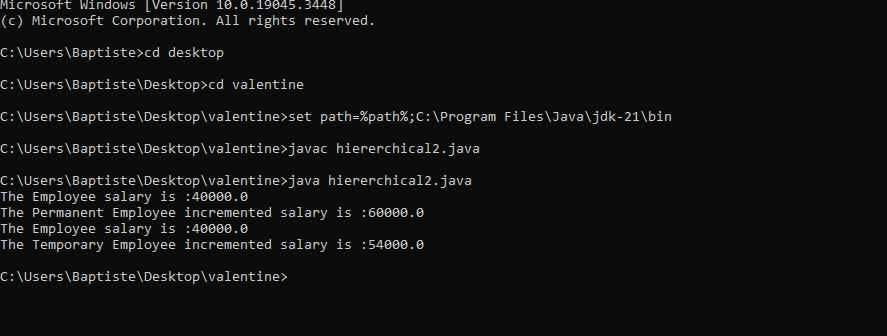 Microsoft Windows [Version 10.0.19045.3448]
(c) Microsoft Corporation. All rights reserved.
C:\Users\Baptiste>cd desktop
C:\Users\Baptiste\Desktop>cd valentine
C:\Users\Baptiste\Desktop\valentine>set path=%path%;C:\Program Files\Java\jdk-21\bin
C:\Users\Baptiste\Desktop\valentine>javac hiererchical2.java
C:\Users\Baptiste\Desktop\valentine>java hiererchical2.java
The Employee salary is :40000.0
The Permanent Employee incremented salary is :60000.0
The Employee salary is :40000.0
The Temporary Employee incremented salary is :54000.0
C:\Users\Baptiste\Desktop\valentine>